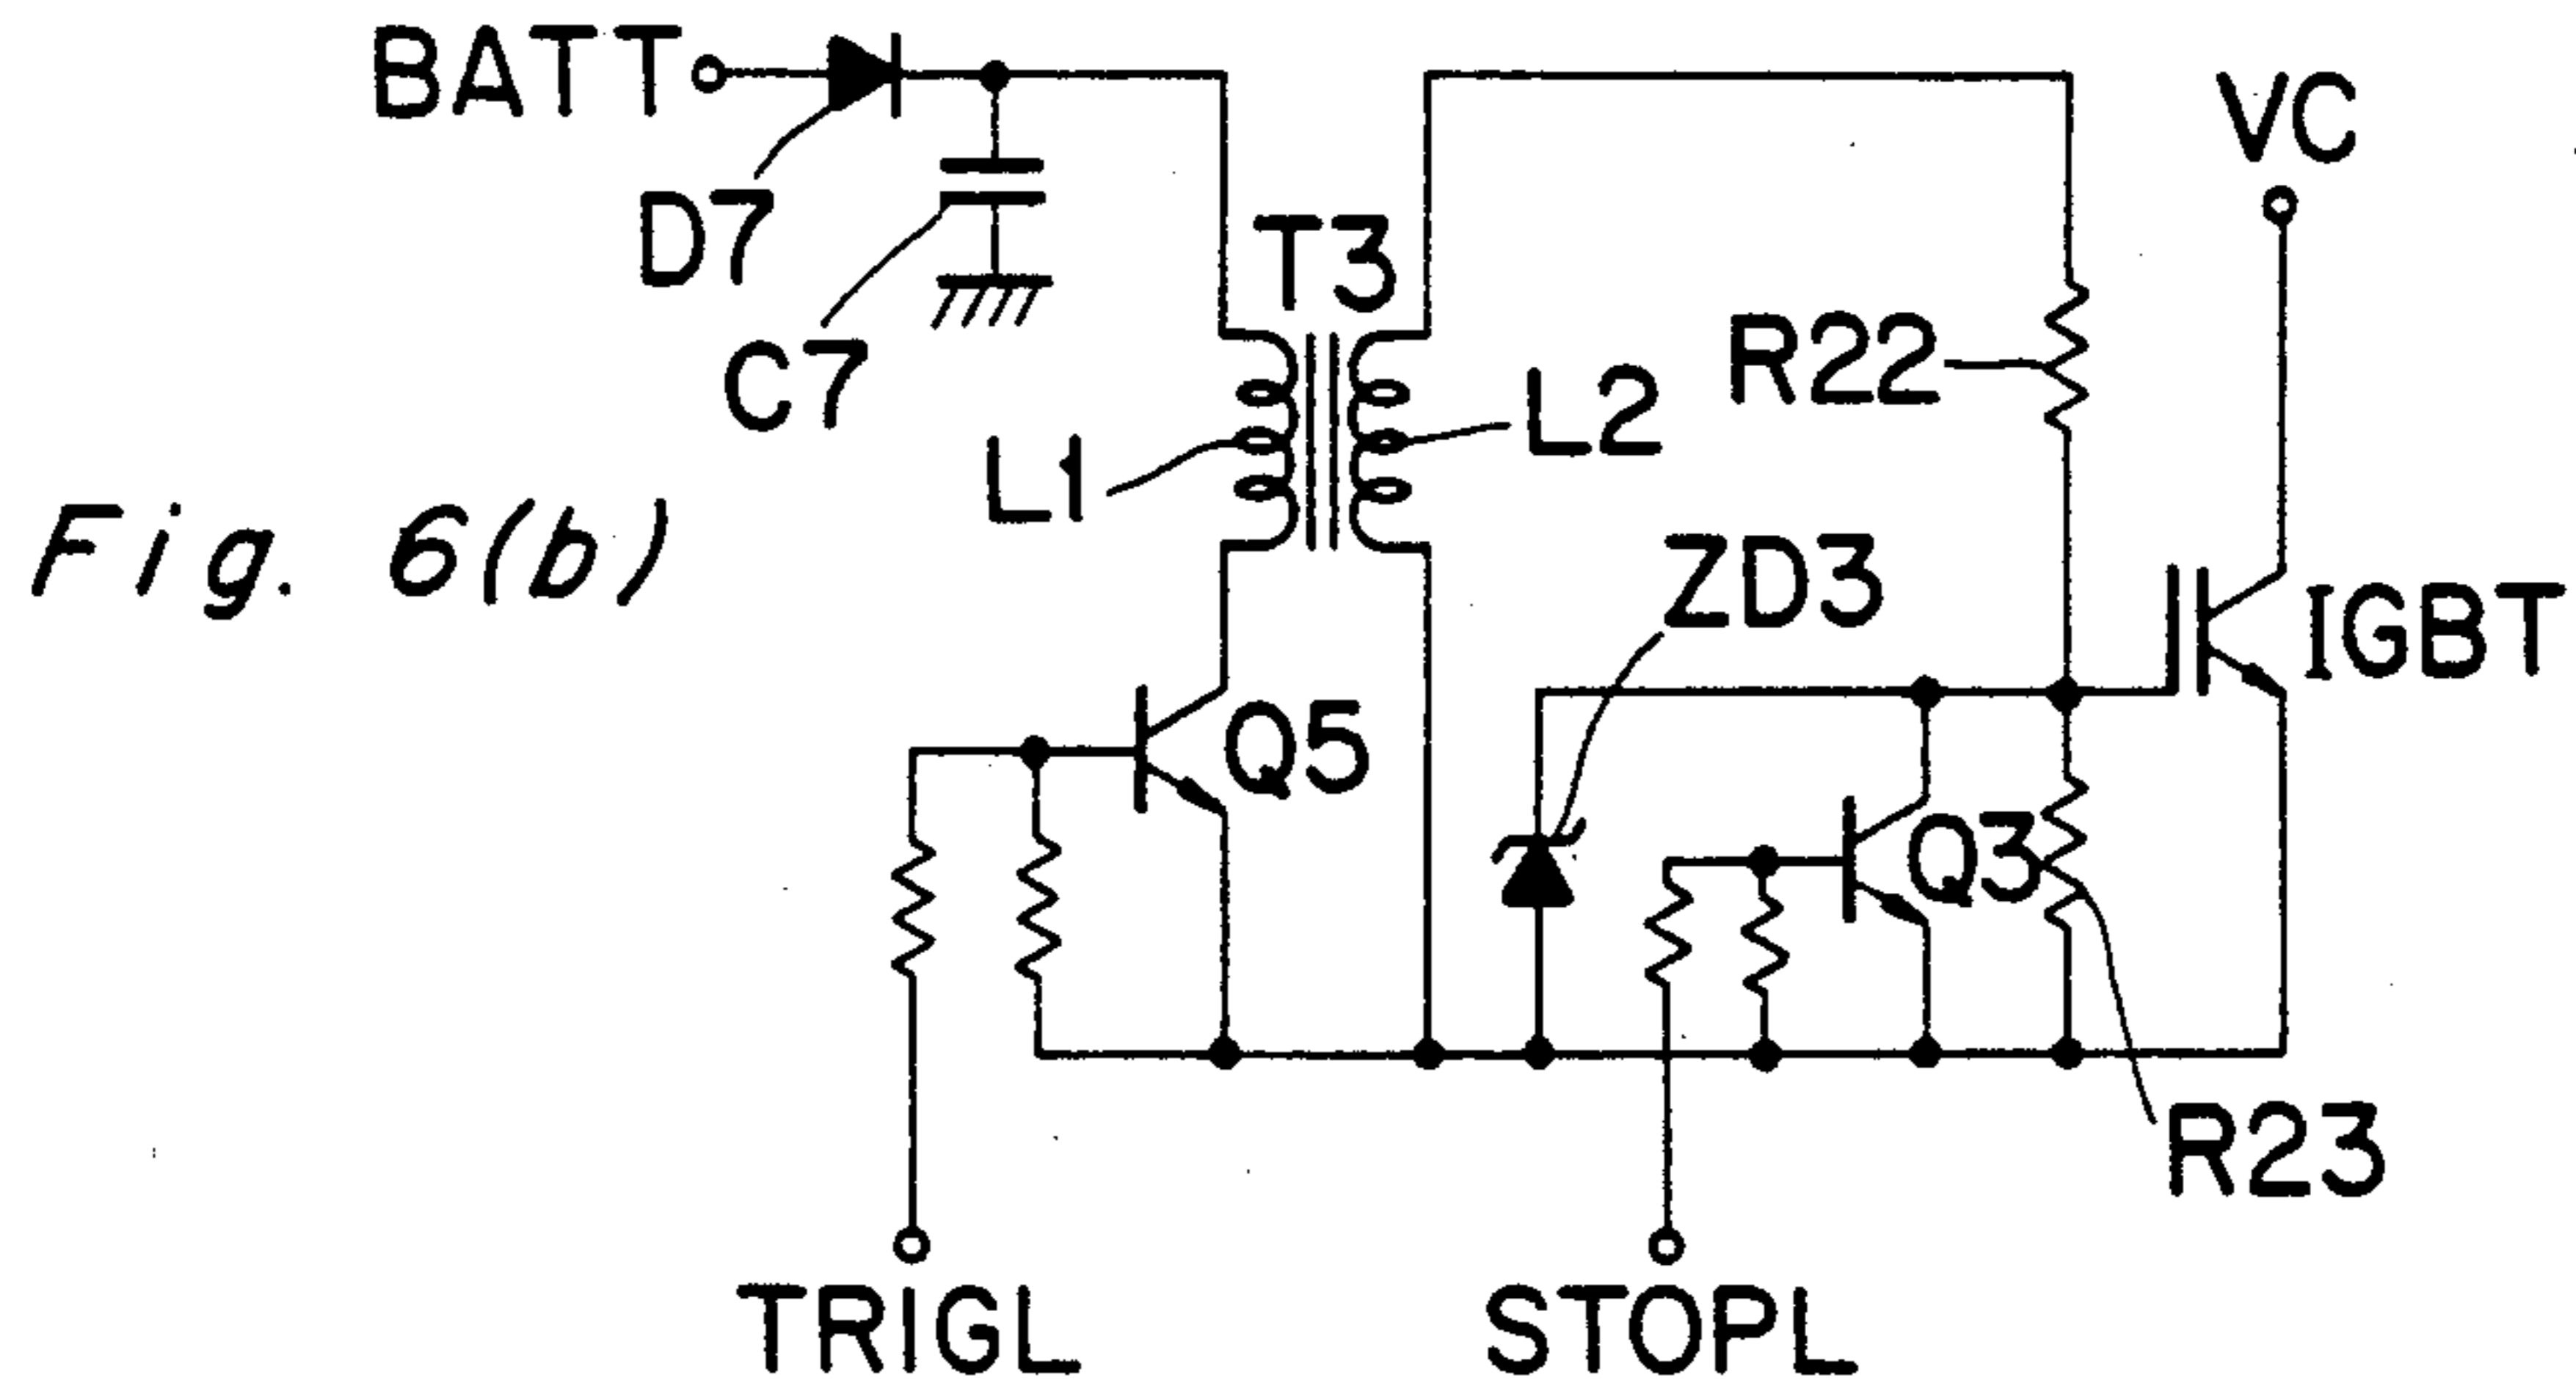 BATT
VC
D7
T3
C7
R22
L1
L2
Fig. 6(b)
ZD3
IGBT
Q5
Q3
R23
TRIGL
STOPL